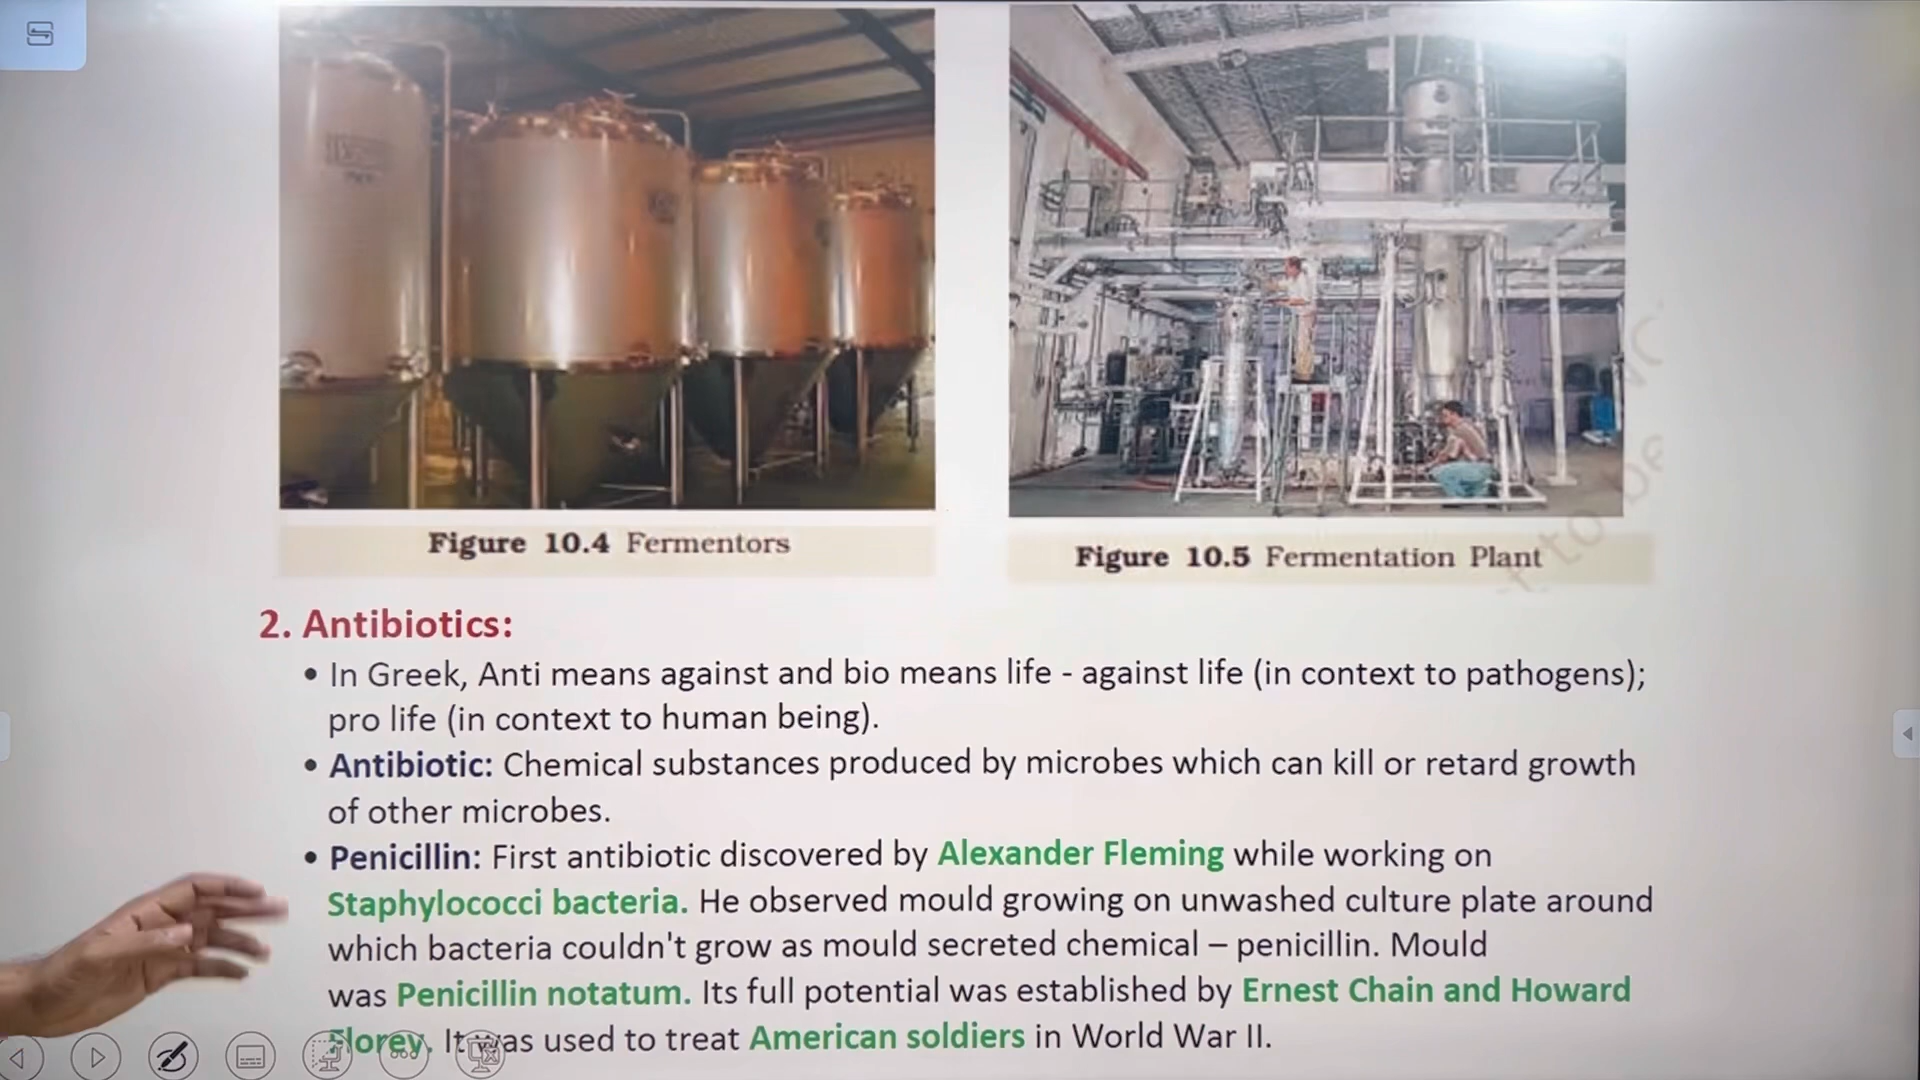 Figure 10.4 Fermentors
Figure 10.5 Fermentation Plant
2. Antibiotics:
• In Greek, Anti means against and bio means life - against life (in context to pathogens);
pro life (in context to human being).
• Antibiotic: Chemical substances produced by microbes which can kill or retard growth
of other microbes.
• Penicillin: First antibiotic discovered by Alexander Fleming while working on
Staphylococci bacteria. He observed mould growing on unwashed culture plate around
which bacteria couldn't grow as mould secreted chemical – penicillin. Mould
was Penicillin notatum. Its full potential was established by Ernest Chain and Howard
Florey. It was used to treat American soldiers in World War II.